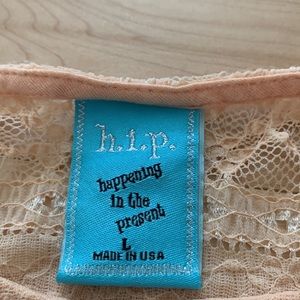 h.i.p.
happening
in the
present
L
MADE IN USA